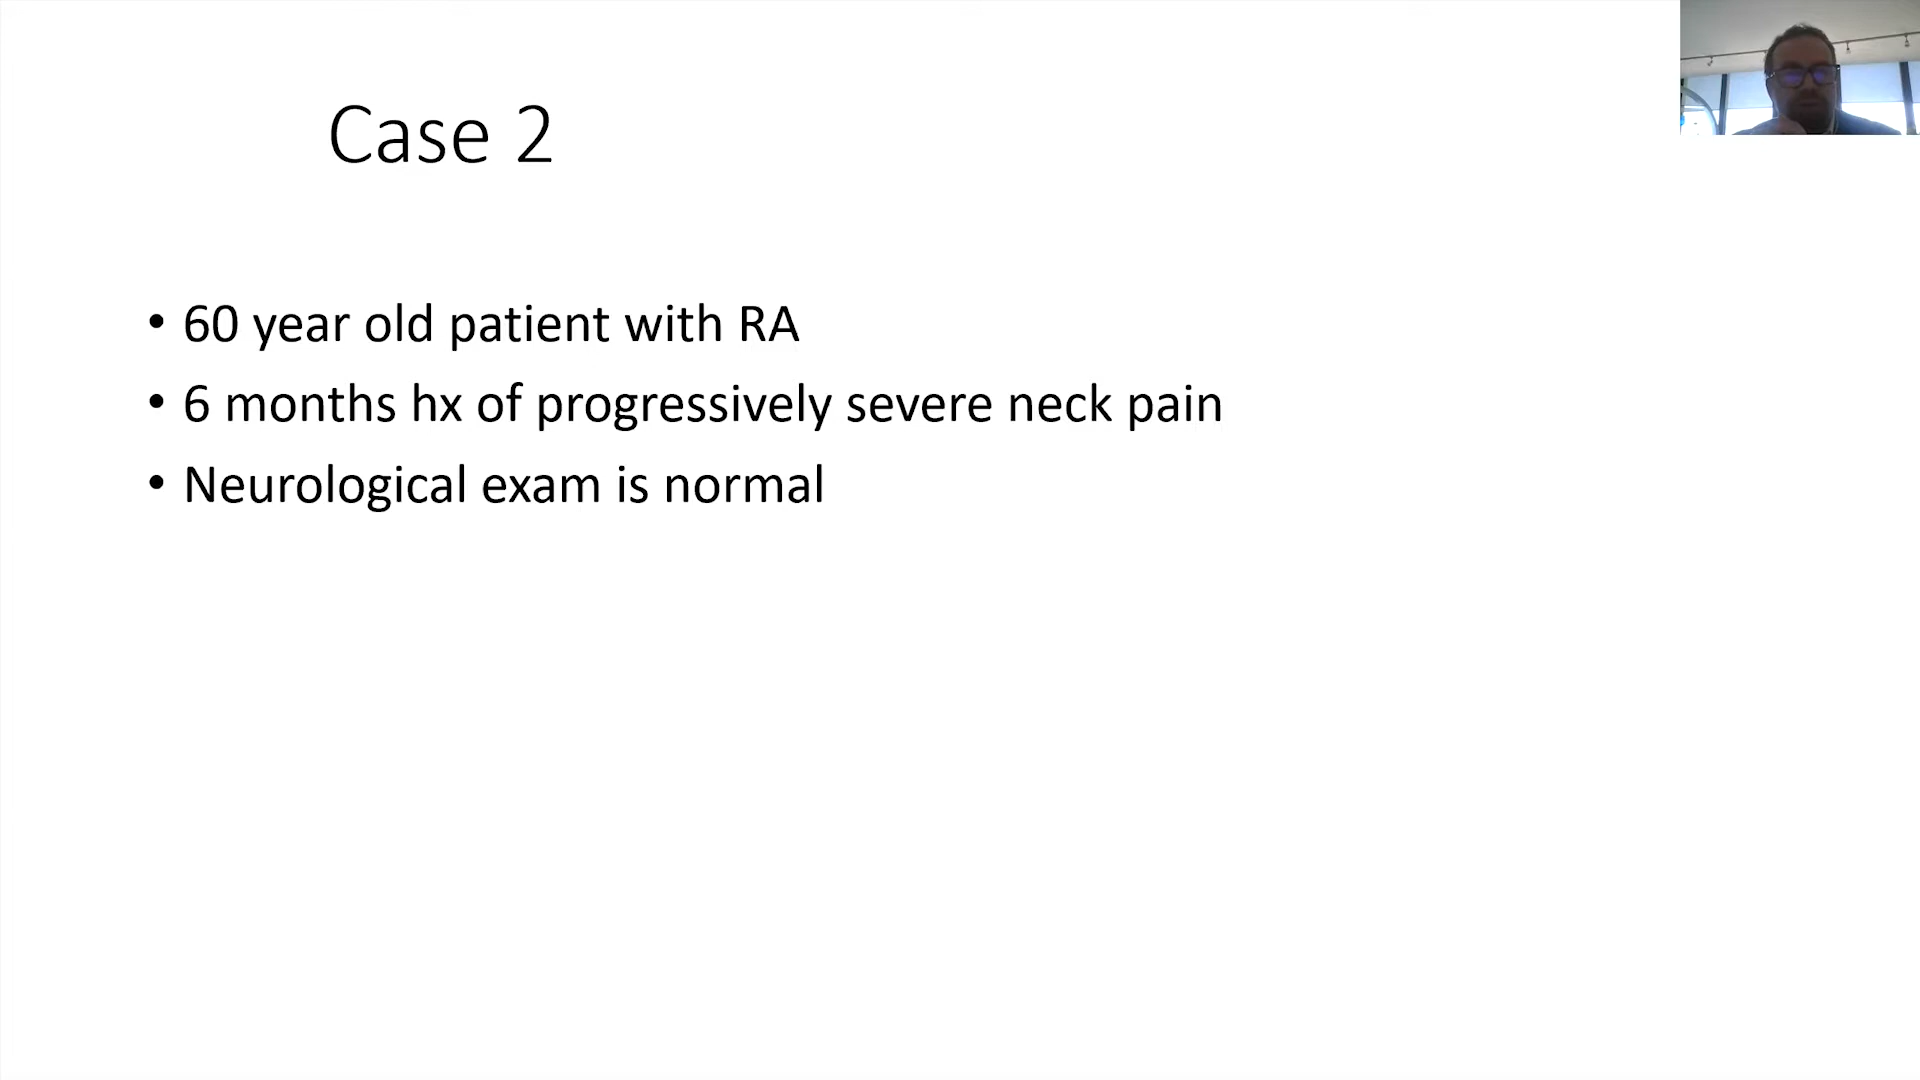 Case 2
• 60 year old patient with RA
• 6 months hx of progressively severe neck pain
• Neurological exam is normal